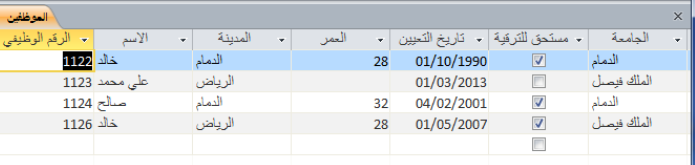 الموظفين
الرقم الوظيفي الاسم المدينة العمر تاريخ التعيين مستحق للترقية الجامعة
1122 خالد الدمام 28 01/10/1990 الدمام
1123 علي محمد الرياض 01/03/2013 الملك فيصل
1124 صالح الدمام 32 04/02/2001 الدمام
1126 خالد الرياض 28 01/05/2007 الملك فيصل